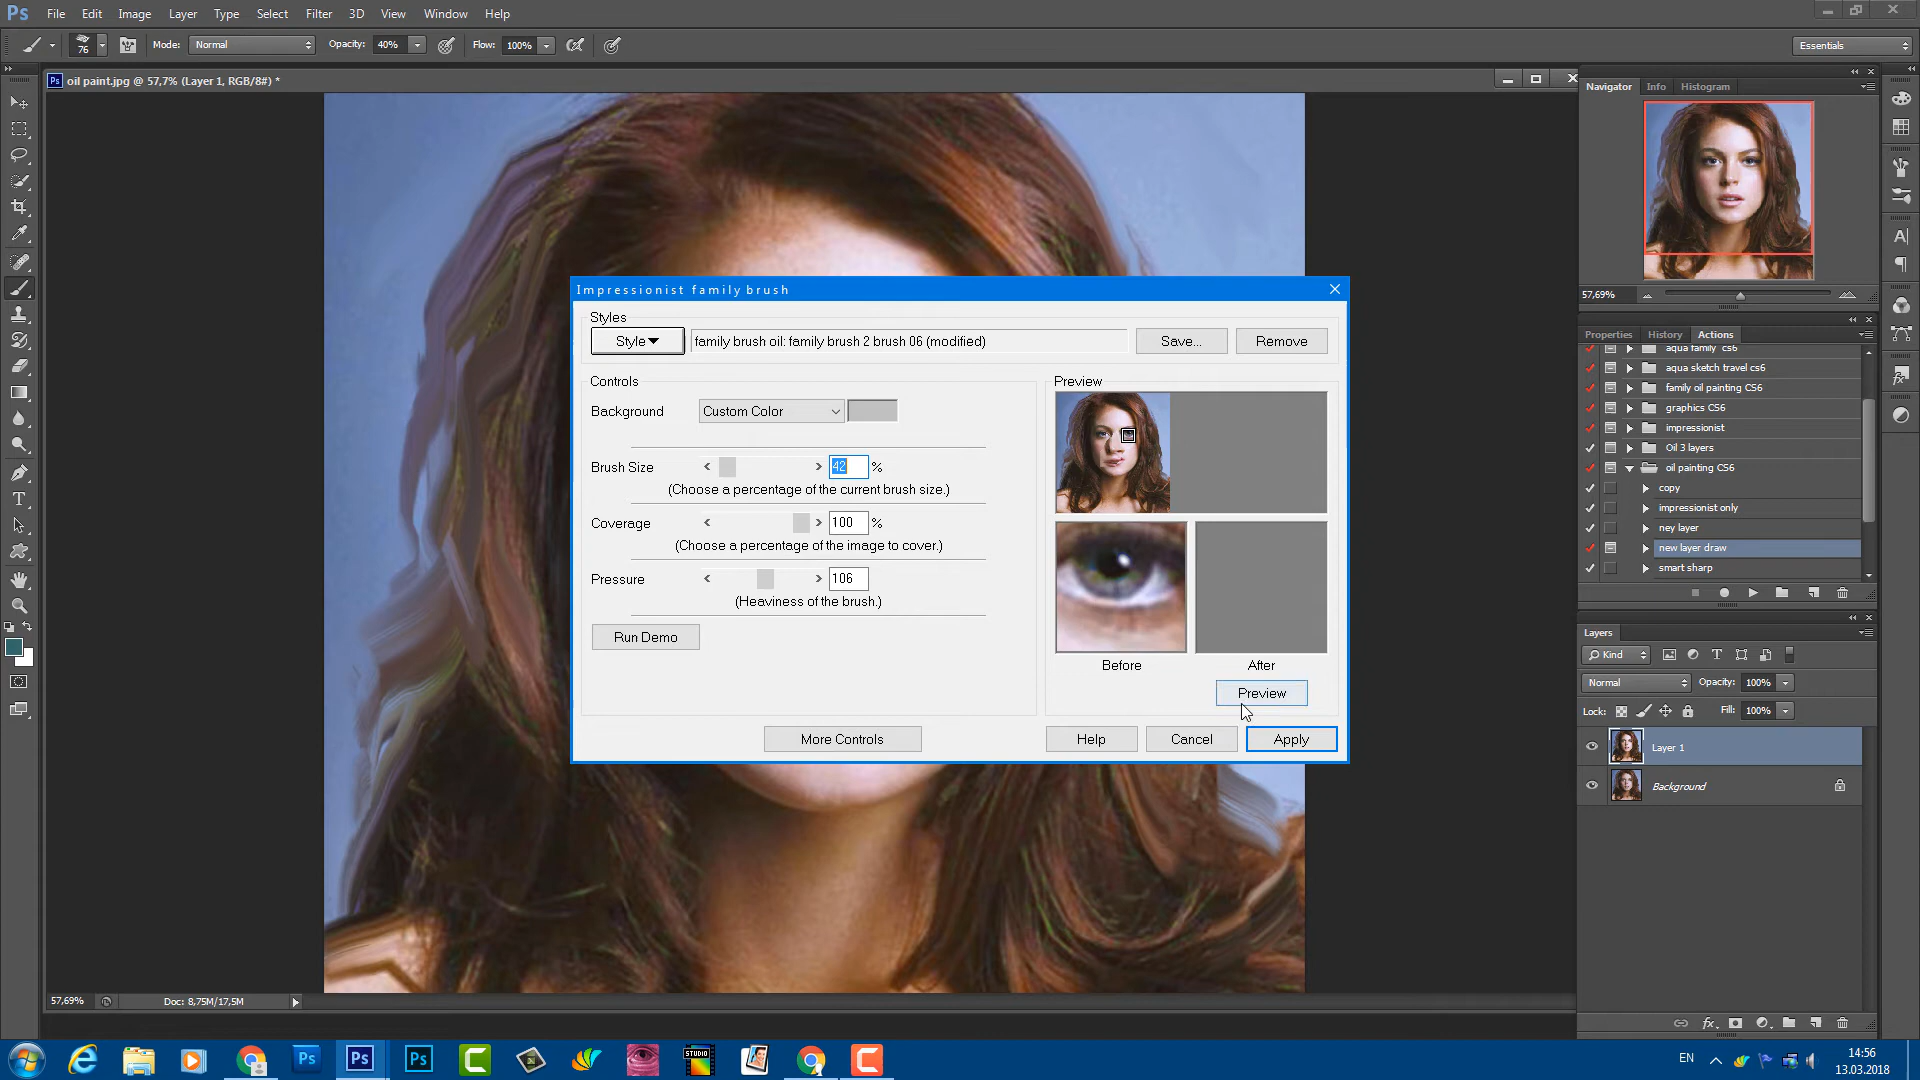 Ps File Edit Image Layer Type Select Filter 3D View Window Help
76 Mode: Normal Opacity: 40% Flow: 100% Essentials
Ps oil paint.jpg @ 57,7% (Layer 1, RGB/8#) *
Navigator Info Histogram
57,69%
Properties History Actions
aqua family cs6
aqua sketch travel cs6
family oil painting CS6
graphics CS6
impressionist
Oil 3 layers
oil painting CS6
copy
impressionist only
ney layer
new layer draw
smart sharp
Layers
Kind
Normal Opacity: 100%
Lock: Fill: 100%
Layer 1
Background
Impressionist family brush
Styles
Style family brush oil: family brush 2 brush 06 (modified) Save... Remove
Controls
Background Custom Color
Brush Size < > 42 %
(Choose a percentage of the current brush size.)
Coverage < > 100 %
(Choose a percentage of the image to cover.)
Pressure < > 106
(Heaviness of the brush.)
Run Demo
Preview
Before After
Preview
More Controls Help Cancel Apply
57,69% Doc: 8,75M/17,5M
Ps Ps Ps STUDIO
EN 14:56
13.03.2018